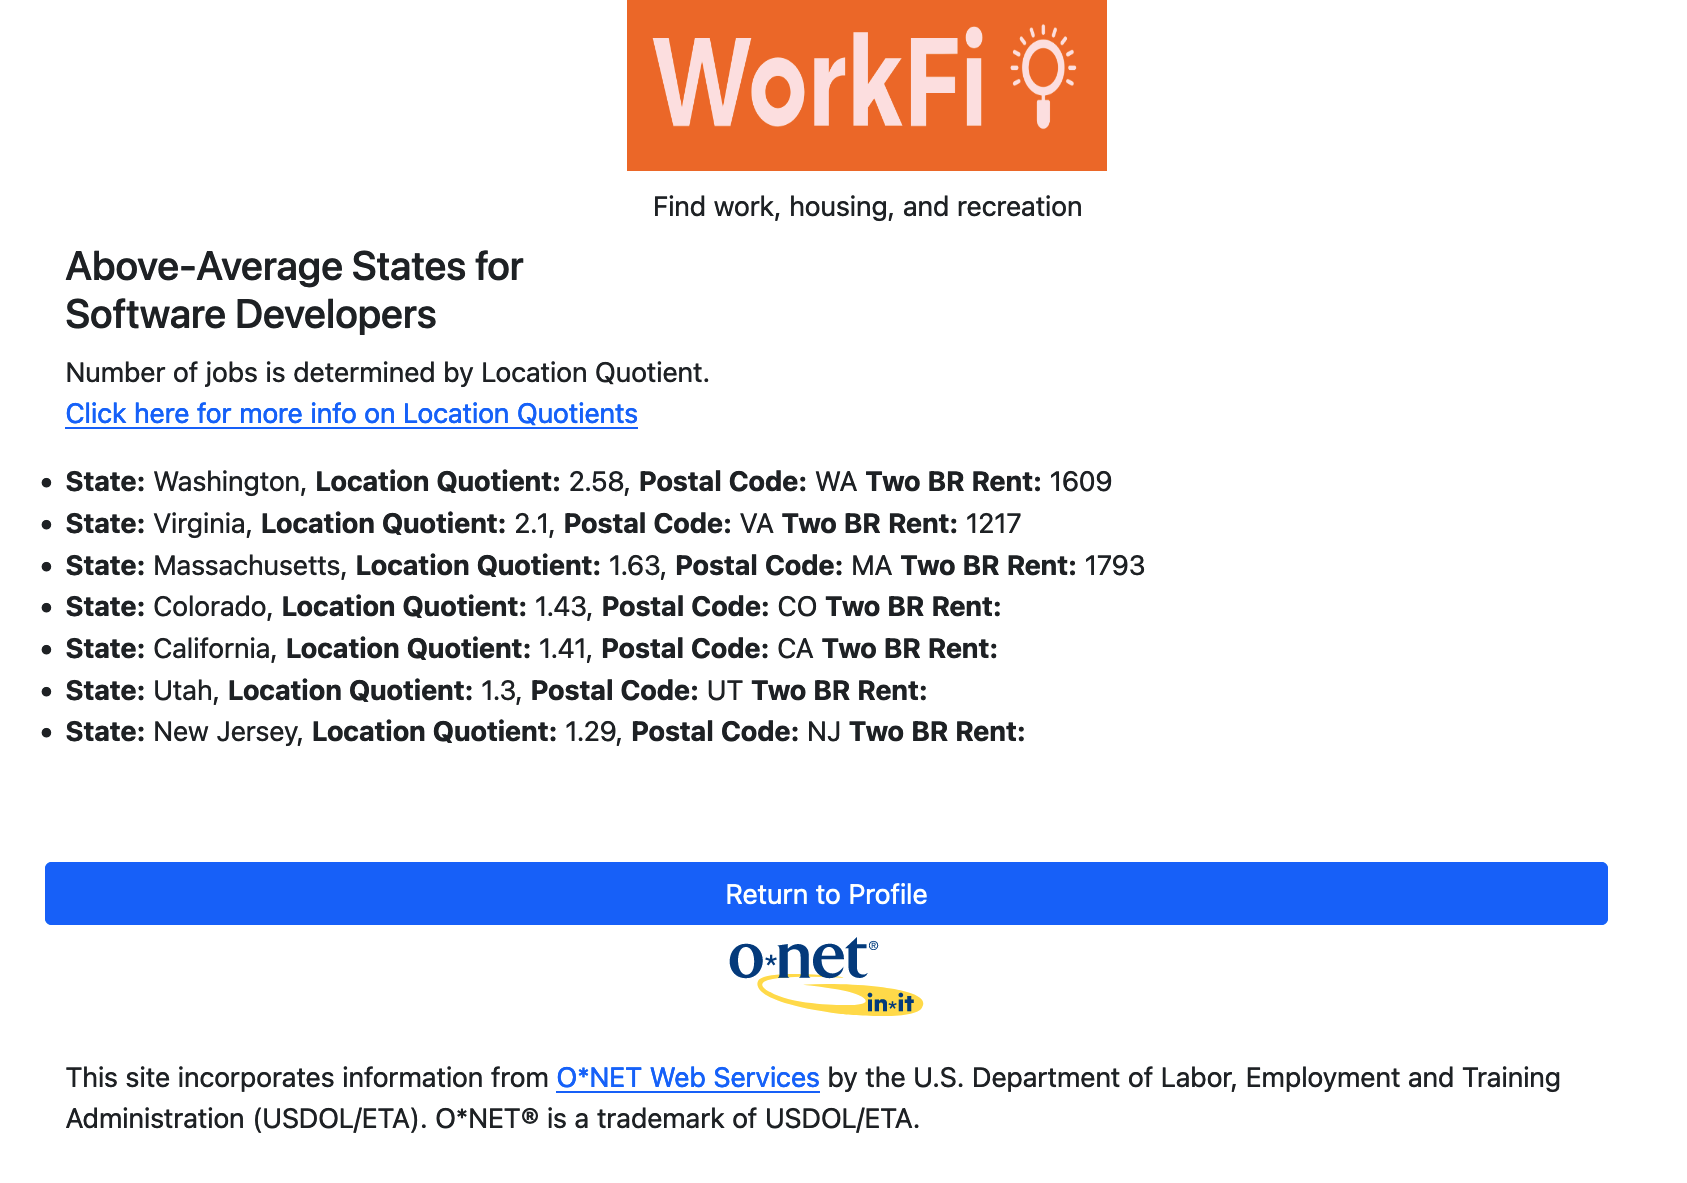 WorkFi
Find work, housing, and recreation
Above-Average States for
Software Developers
Number of jobs is determined by Location Quotient.
Click here for more info on Location Quotients
• State: Washington, Location Quotient: 2.58, Postal Code: WA Two BR Rent: 1609
• State: Virginia, Location Quotient: 2.1, Postal Code: VA Two BR Rent: 1217
• State: Massachusetts, Location Quotient: 1.63, Postal Code: MA Two BR Rent: 1793
• State: Colorado, Location Quotient: 1.43, Postal Code: CO Two BR Rent:
• State: California, Location Quotient: 1.41, Postal Code: CA Two BR Rent:
• State: Utah, Location Quotient: 1.3, Postal Code: UT Two BR Rent:
• State: New Jersey, Location Quotient: 1.29, Postal Code: NJ Two BR Rent:
Return to Profile
o*net®
in*it
This site incorporates information from O*NET Web Services by the U.S. Department of Labor, Employment and Training
Administration (USDOL/ETA). O*NET® is a trademark of USDOL/ETA.